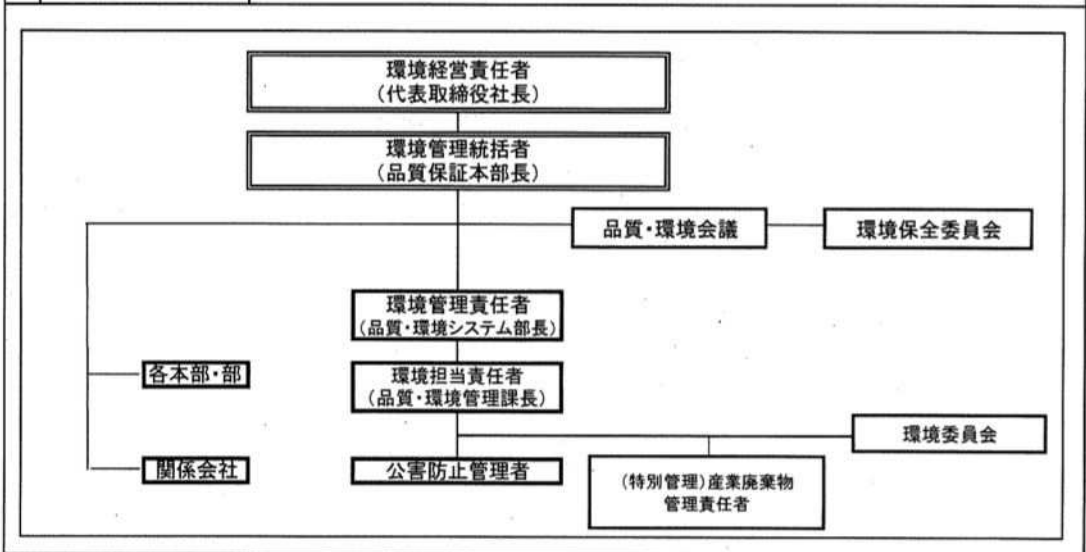 環境経営責任者
(代表取締役社長)
環境管理統括者
(品質保証本部長)
品質・環境会議
環境保全委員会
環境管理責任者
(品質・環境システム部長)
各本部・部
環境担当責任者
(品質・環境管理課長)
環境委員会
関係会社
公害防止管理者
(特別管理)産業廃棄物
管理責任者